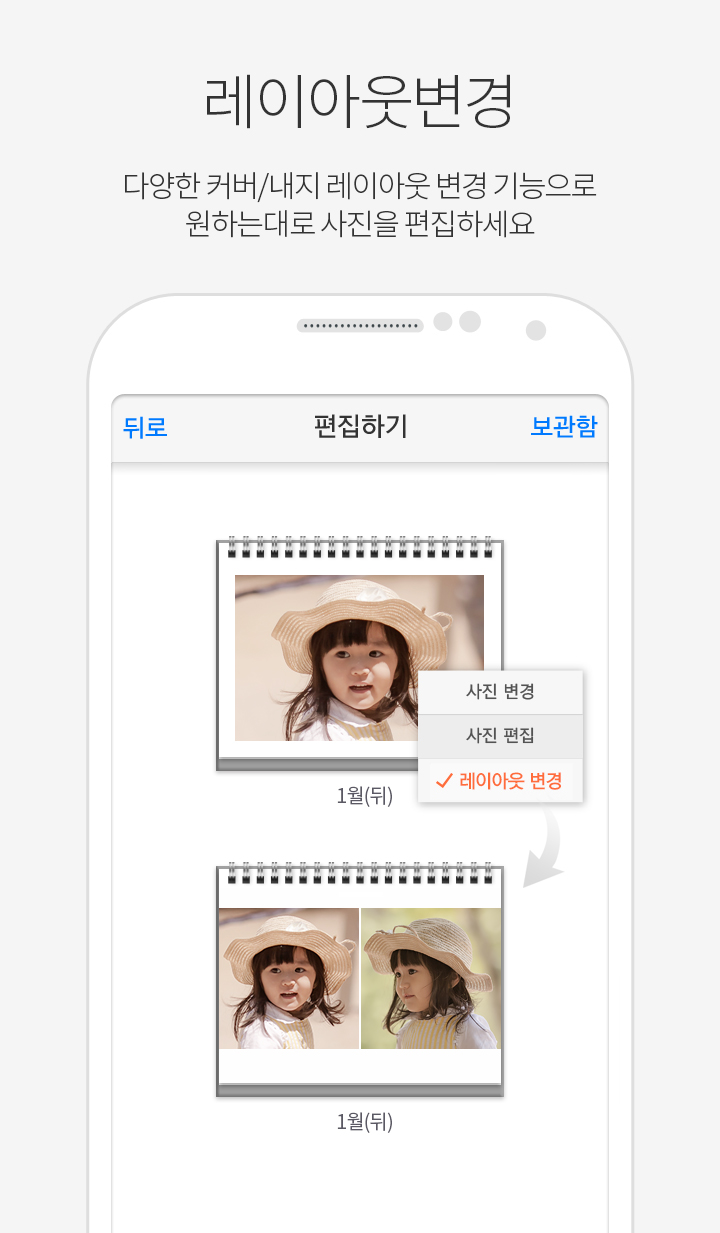 레이아웃변경
다양한 커버/내지 레이아웃 변경 기능으로
원하는대로 사진을 편집하세요
뒤로
편집하기
보관함
사진 변경
사진 편집
레이아웃 변경
1월(뒤)
1월(뒤)